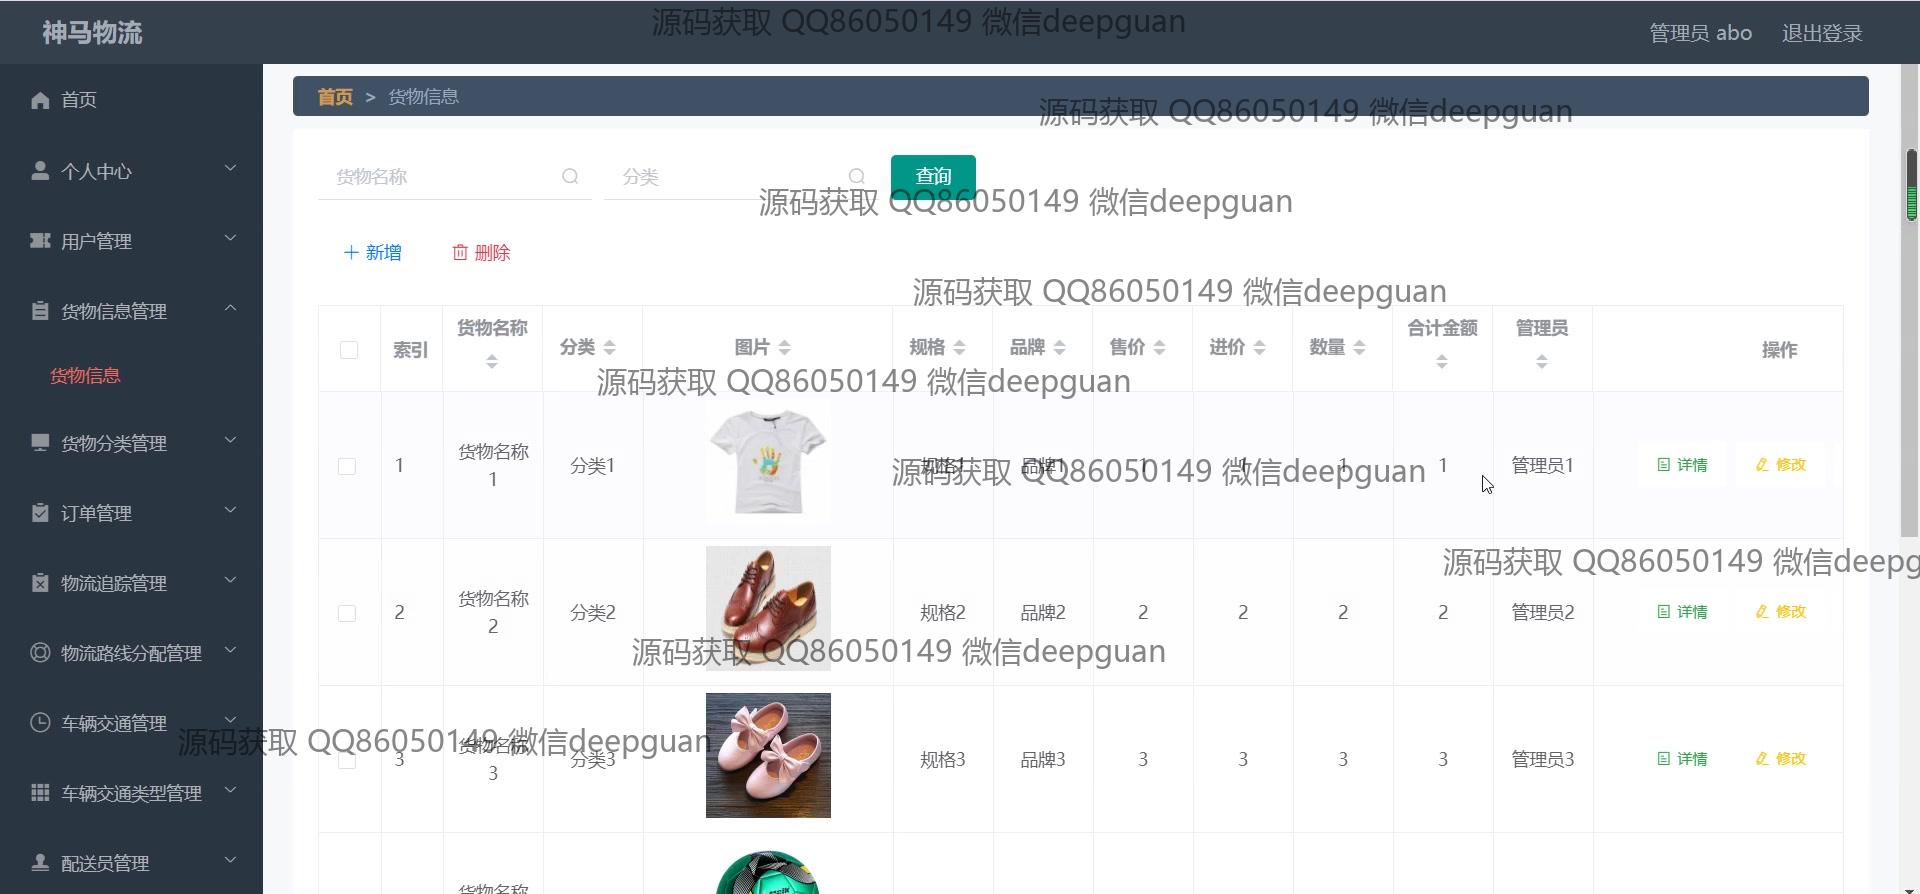 神马物流
源码获取 QQ86050149 微信deepguan
管理员 abo
退出登录
首页
个人中心
用户管理
货物信息管理
货物信息
货物分类管理
订单管理
物流追踪管理
物流路线分配管理
车辆交通管理
车辆交通类型管理
配送员管理
首页 > 货物信息
源码获取 QQ86050149 微信deepguan
货物名称
分类
查询
源码获取 QQ86050149 微信deepguan
新增
删除
源码获取 QQ86050149 微信deepguan
索引 货物名称 分类 图片 规格 品牌 售价 进价 数量 合计金额 管理员 操作
源码获取 QQ86050149 微信deepguan
1 货物名称1 分类1 规格1 品牌1 1 1 1 1 管理员1 详情 修改
源码获取 QQ86050149 微信deepguan
源码获取 QQ86050149 微信deepg
2 货物名称2 分类2 规格2 品牌2 2 2 2 2 管理员2 详情 修改
源码获取 QQ86050149 微信deepguan
源码获取 QQ86050149 微信deepguan
3 货物名称3 分类3 规格3 品牌3 3 3 3 3 管理员3 详情 修改
货物名称